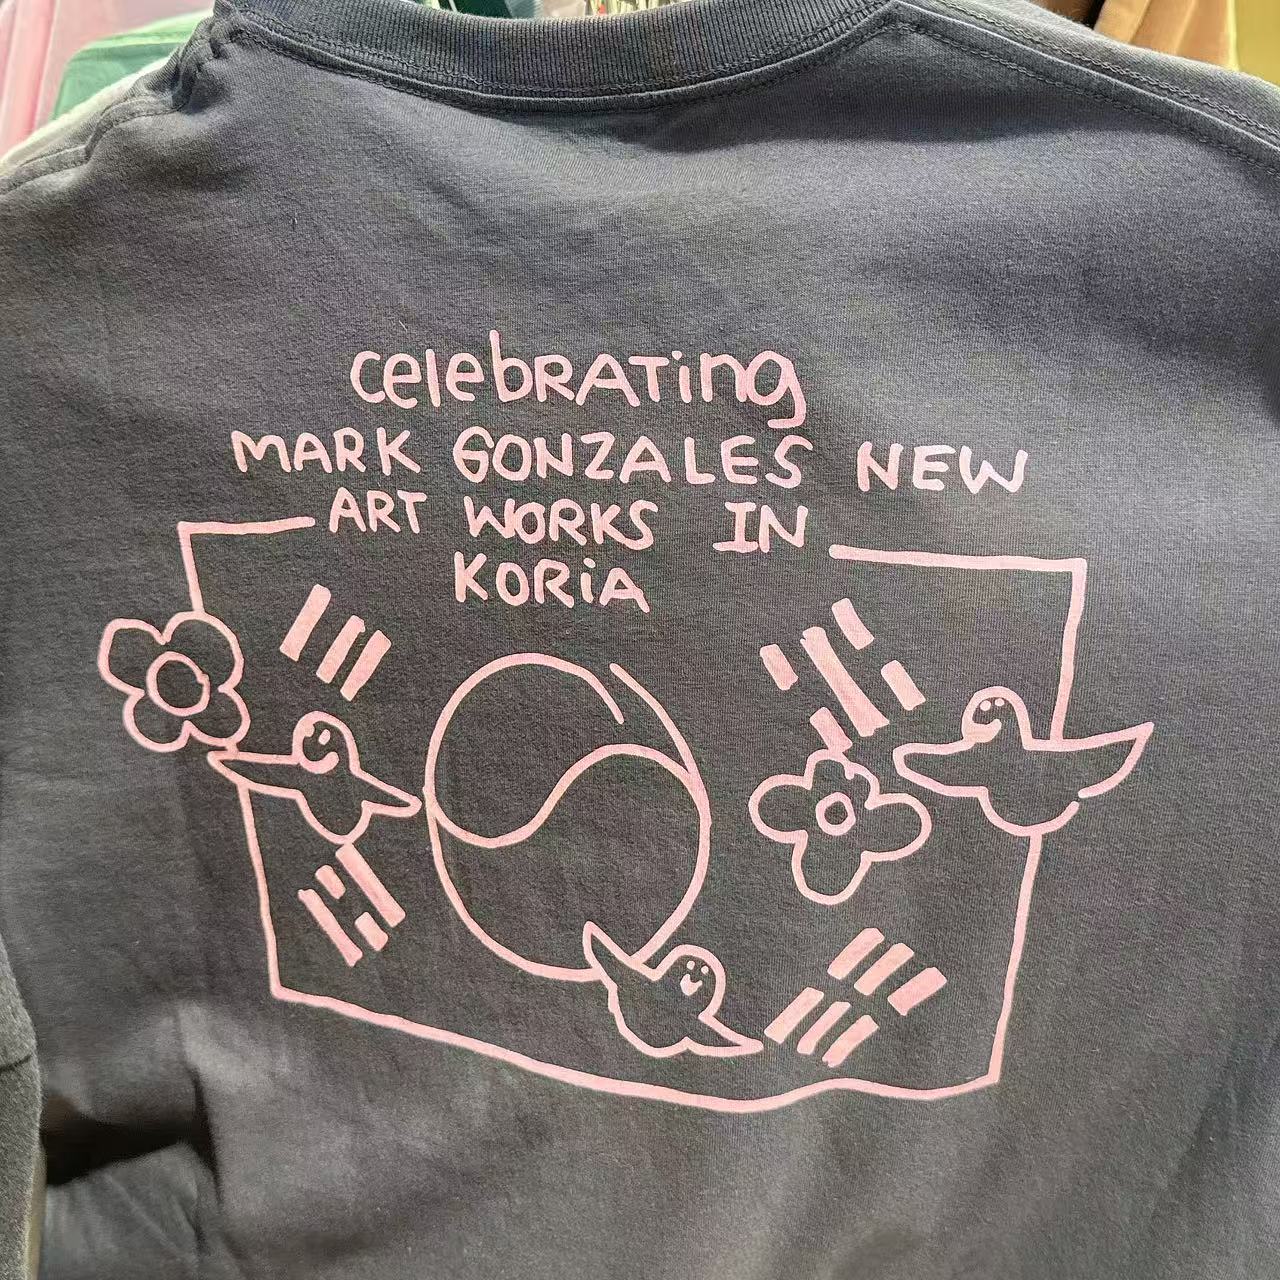 celebRATing
MARK GONZALES NEW
ART WORKS IN
KORiA